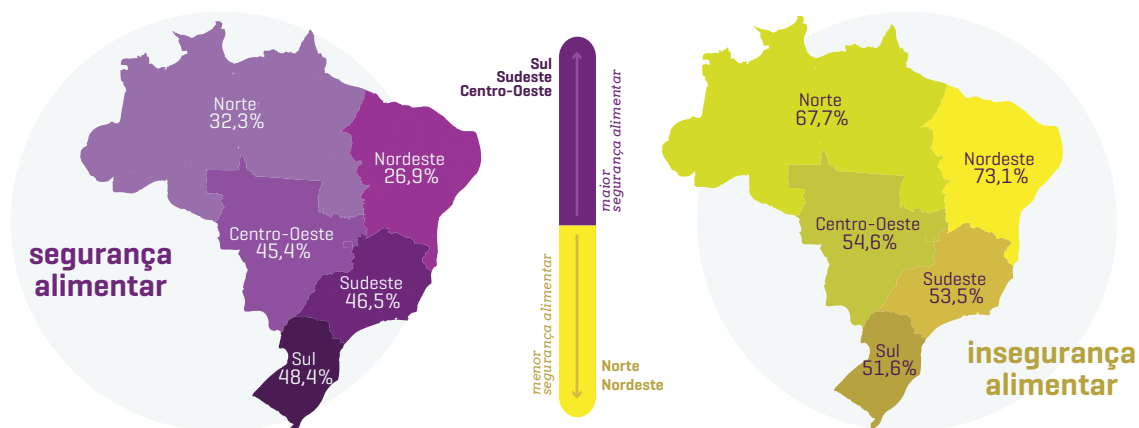 Norte
32,3%
Nordeste
26,9%
Centro-Oeste
45,4%
Sudeste
46,5%
Sul
48,4%
segurança
alimentar
Sul
Sudeste
Centro-Oeste
maior
segurança alimentar
menor
segurança alimentar
Norte
Nordeste
Norte
67,7%
Nordeste
73,1%
Centro-Oeste
54,6%
Sudeste
53,5%
Sul
51,6%
insegurança
alimentar